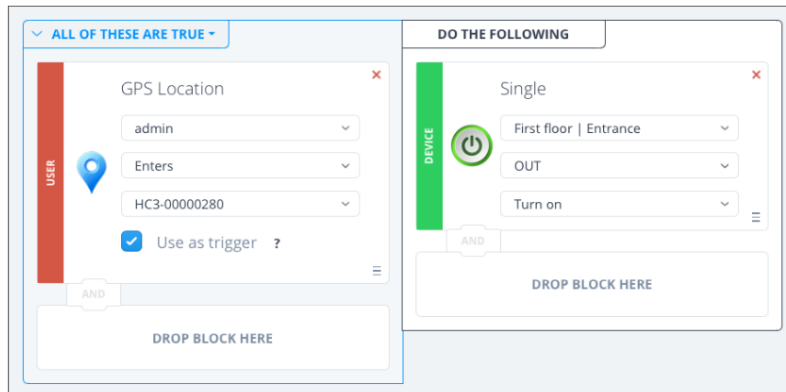 ALL OF THESE ARE TRUE
GPS Location
USER
admin
Enters
HC3-00000280
Use as trigger ?
AND
DROP BLOCK HERE
DO THE FOLLOWING
Single
DEVICE
First floor | Entrance
OUT
Turn on
AND
DROP BLOCK HERE